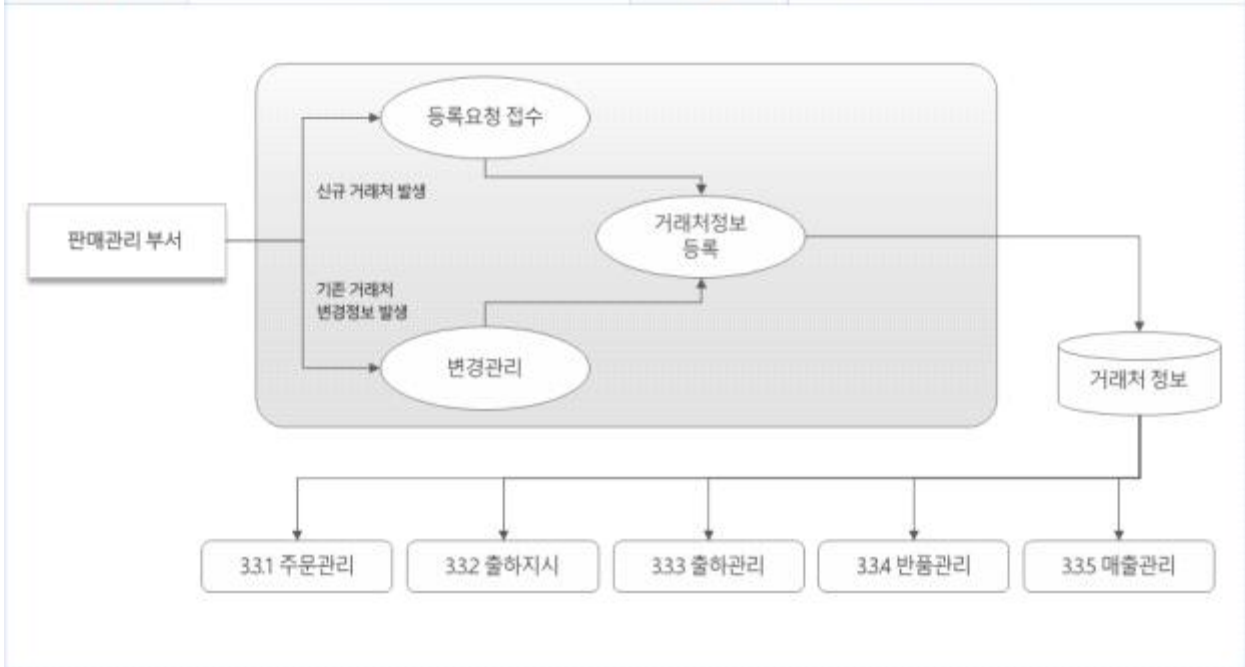 등록요청 접수
신규 거래처 발생
판매관리 부서
거래처정보
등록
기존 거래처
변경정보 발생
변경관리
거래처 정보
3.3.1 주문관리
3.3.2 출하지시
3.3.3 출하관리
3.3.4 반품관리
3.3.5 매출관리